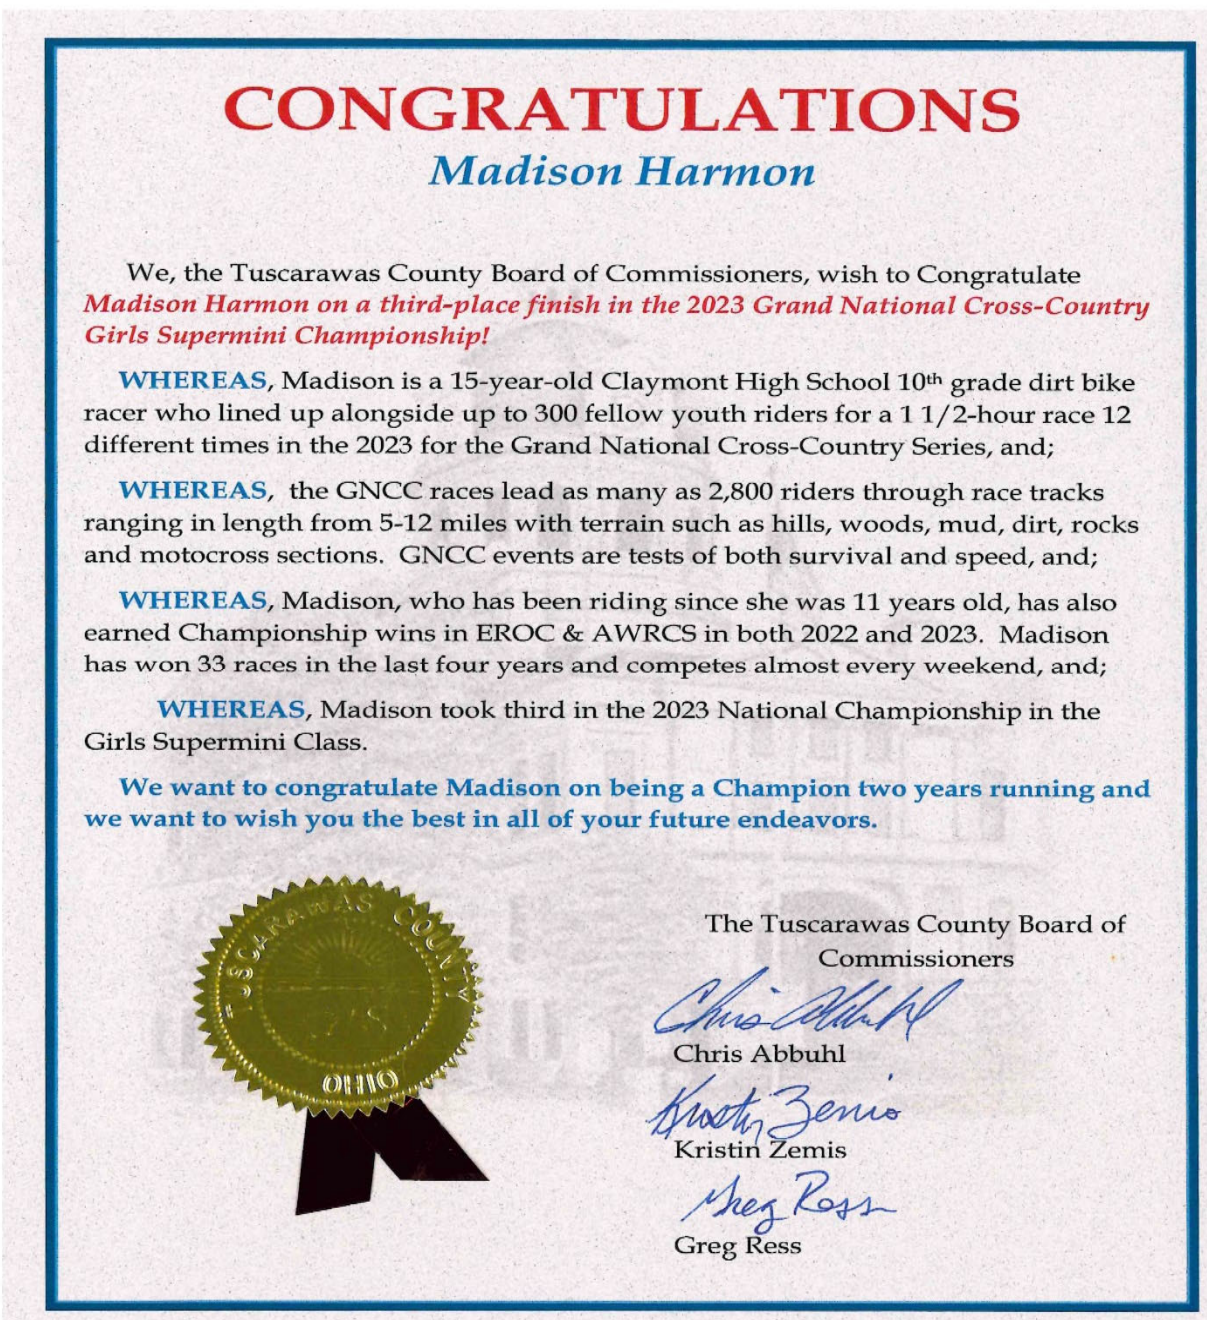 CONGRATULATIONS
Madison Harmon
We, the Tuscarawas County Board of Commissioners, wish to Congratulate
Madison Harmon on a third-place finish in the 2023 Grand National Cross-Country
Girls Supermini Championship!
WHEREAS, Madison is a 15-year-old Claymont High School 10th grade dirt bike
racer who lined up alongside up to 300 fellow youth riders for a 1 1/2-hour race 12
different times in the 2023 for the Grand National Cross-Country Series, and;
WHEREAS, the GNCC races lead as many as 2,800 riders through race tracks
ranging in length from 5-12 miles with terrain such as hills, woods, mud, dirt, rocks
and motocross sections. GNCC events are tests of both survival and speed, and;
WHEREAS, Madison, who has been riding since she was 11 years old, has also
earned Championship wins in EROC & AWRCS in both 2022 and 2023. Madison
has won 33 races in the last four years and competes almost every weekend, and;
WHEREAS, Madison took third in the 2023 National Championship in the
Girls Supermini Class.
We want to congratulate Madison on being a Champion two years running and
we want to wish you the best in all of your future endeavors.
TUSCARAWAS COUNTY
OHIO
The Tuscarawas County Board of
Commissioners
Chris Abbuhl
Chris Abbuhl
Kristin Zemis
Kristin Zemis
Greg Ress
Greg Ress